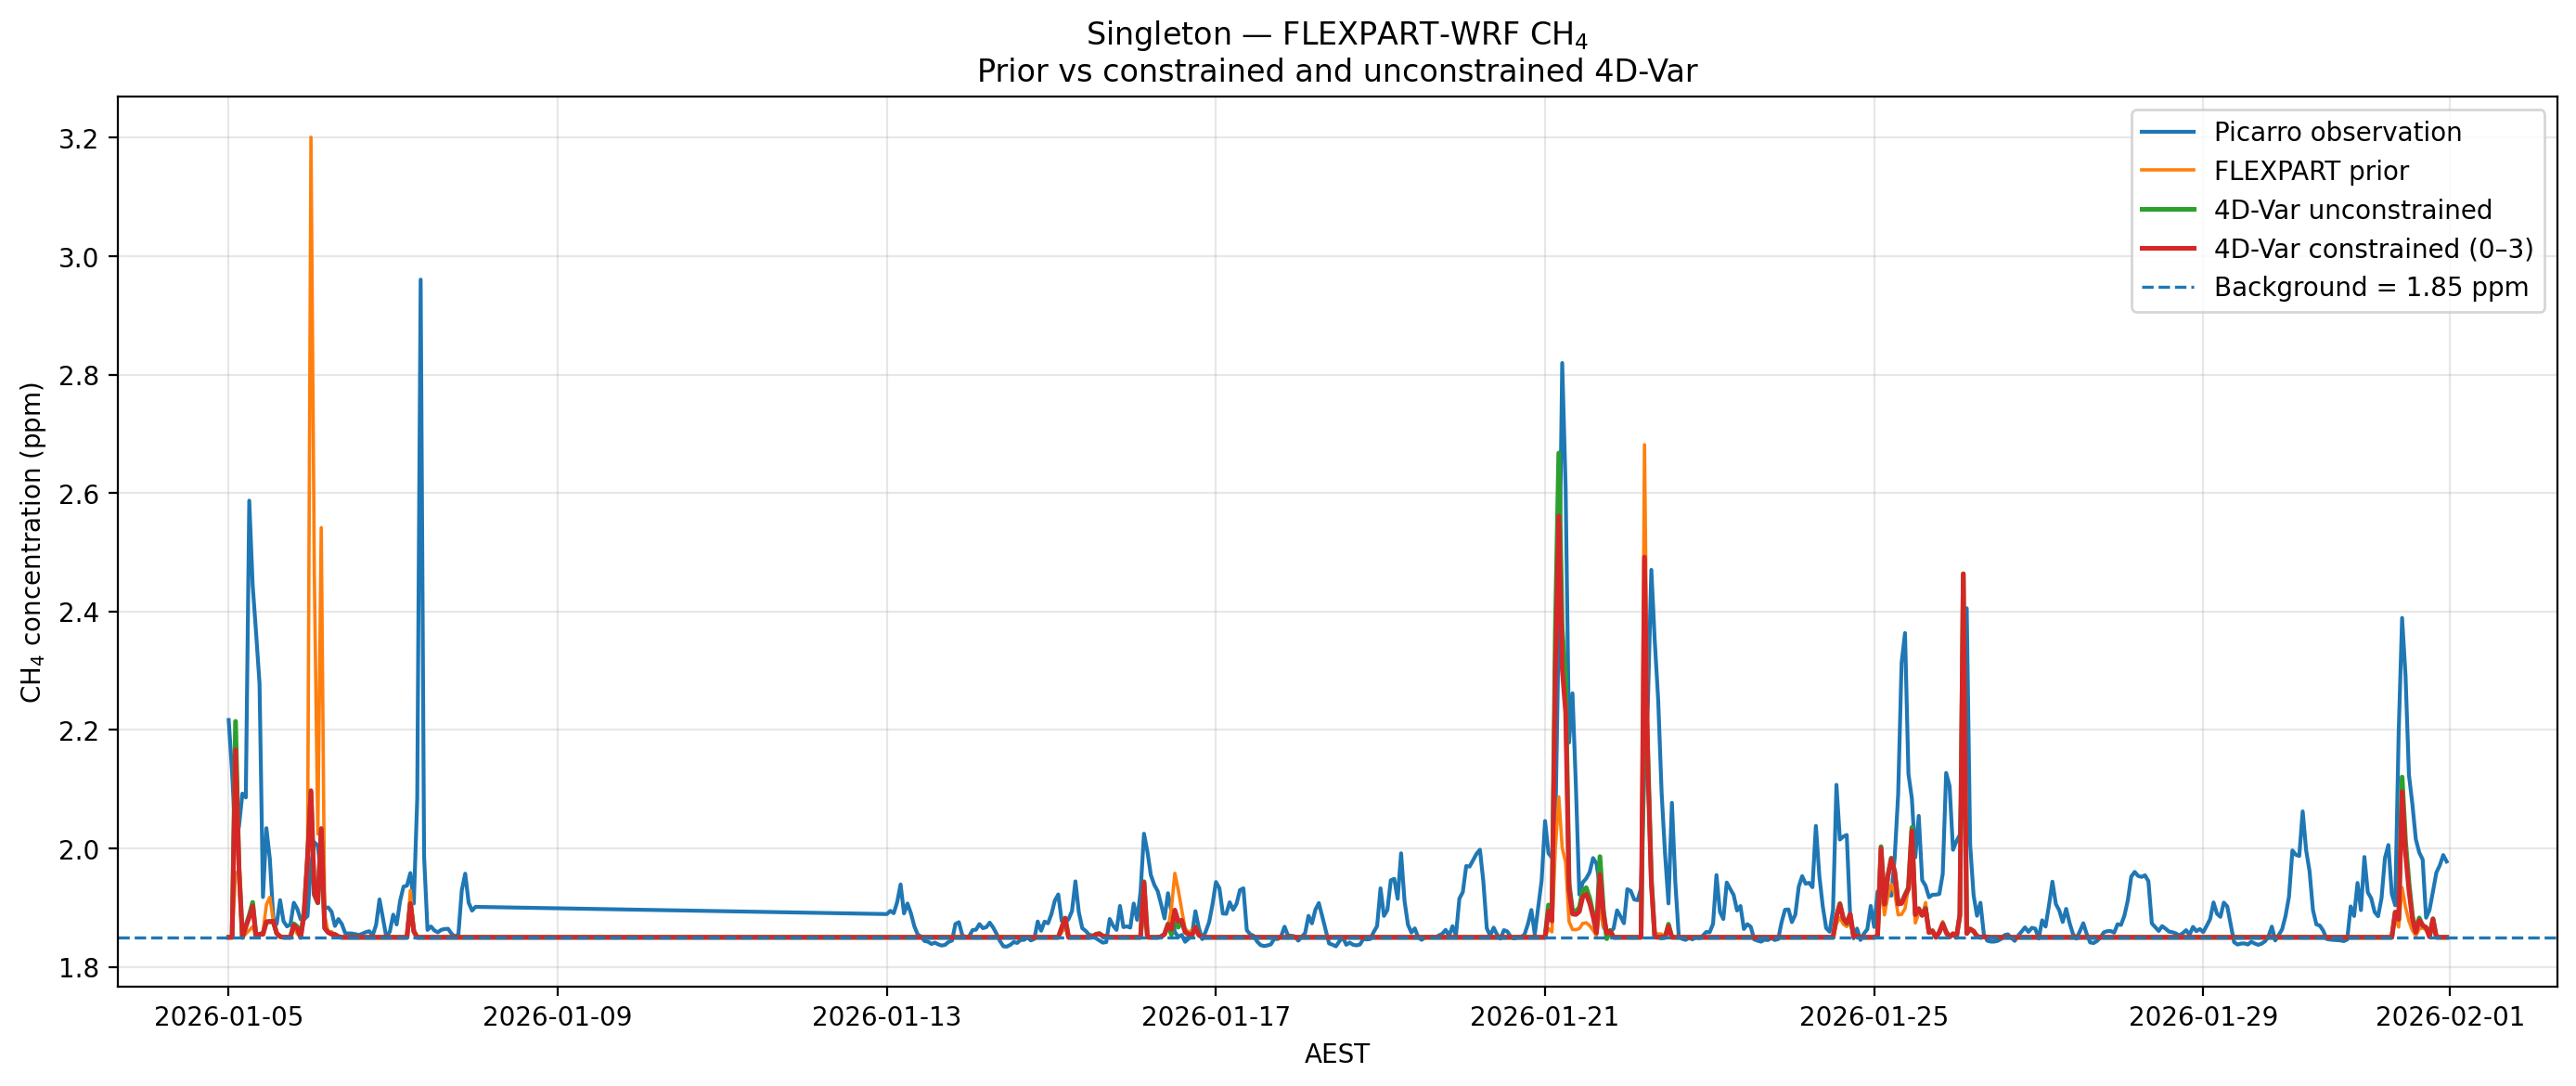 Singleton — FLEXPART-WRF CH₄
Prior vs constrained and unconstrained 4D-Var
Picarro observation
FLEXPART prior
4D-Var unconstrained
4D-Var constrained (0–3)
Background = 1.85 ppm
CH₄ concentration (ppm)
3.2
3.0
2.8
2.6
2.4
2.2
2.0
1.8
2026-01-05
2026-01-09
2026-01-13
2026-01-17
2026-01-21
2026-01-25
2026-01-29
2026-02-01
AEST